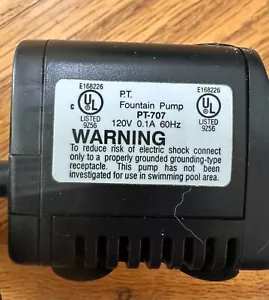 E168226
C UL
LISTED
9Z56
P.T.
Fountain Pump
PT-707
120V 0.1A 60Hz
E168226
UL
LISTED
9Z56
WARNING
To reduce risk of electric shock connect
only to a properly grounded grounding-type
receptacle. This pump has not been
investigated for use in swimming pool area.